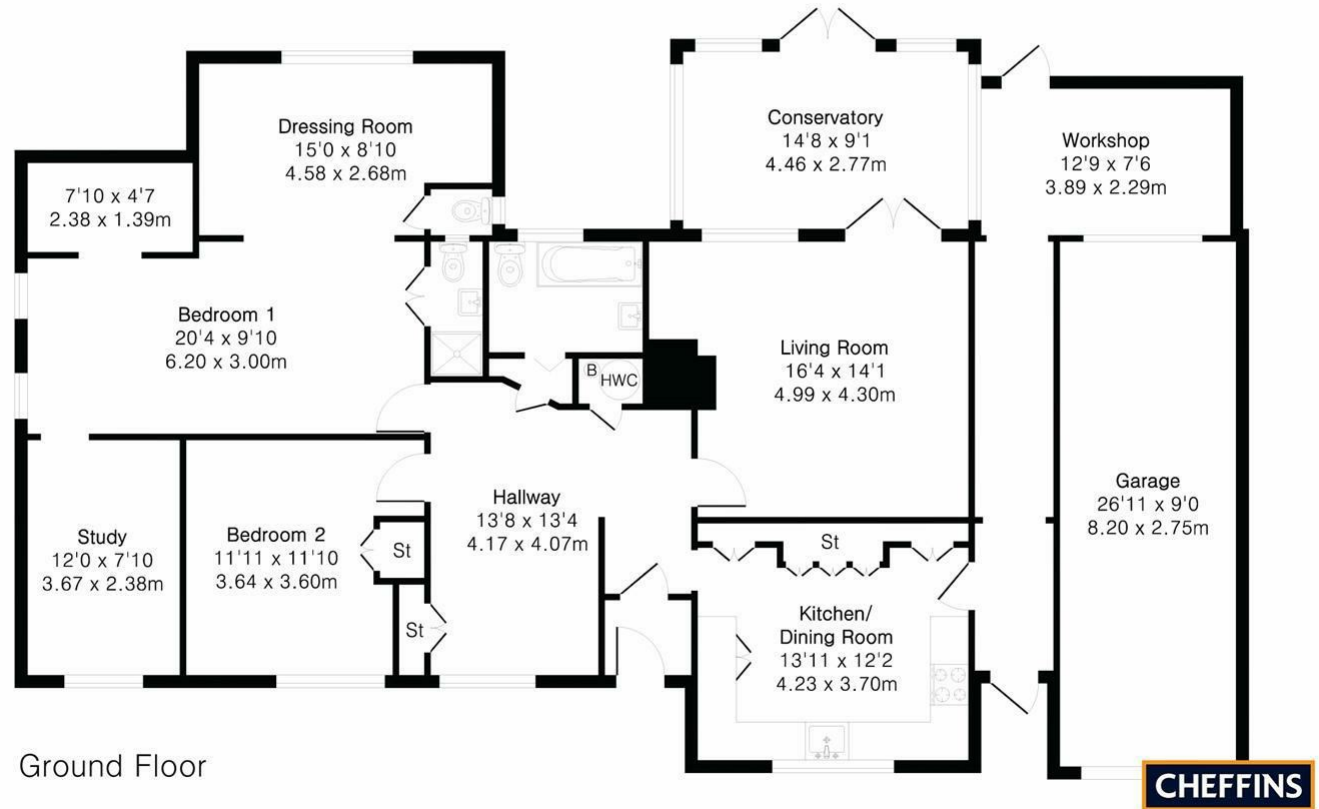 Dressing Room
15'0 x 8'10
4.58 x 2.68m
7'10 x 4'7
2.38 x 1.39m
Bedroom 1
20'4 x 9'10
6.20 x 3.00m
Conservatory
14'8 x 9'1
4.46 x 2.77m
Workshop
12'9 x 7'6
3.89 x 2.29m
Living Room
16'4 x 14'1
4.99 x 4.30m
B
HWC
Hallway
13'8 x 13'4
4.17 x 4.07m
Study
12'0 x 7'10
3.67 x 2.38m
Bedroom 2
11'11 x 11'10
3.64 x 3.60m
St
St
St
Kitchen/
Dining Room
13'11 x 12'2
4.23 x 3.70m
Garage
26'11 x 9'0
8.20 x 2.75m
Ground Floor
CHEFFINS